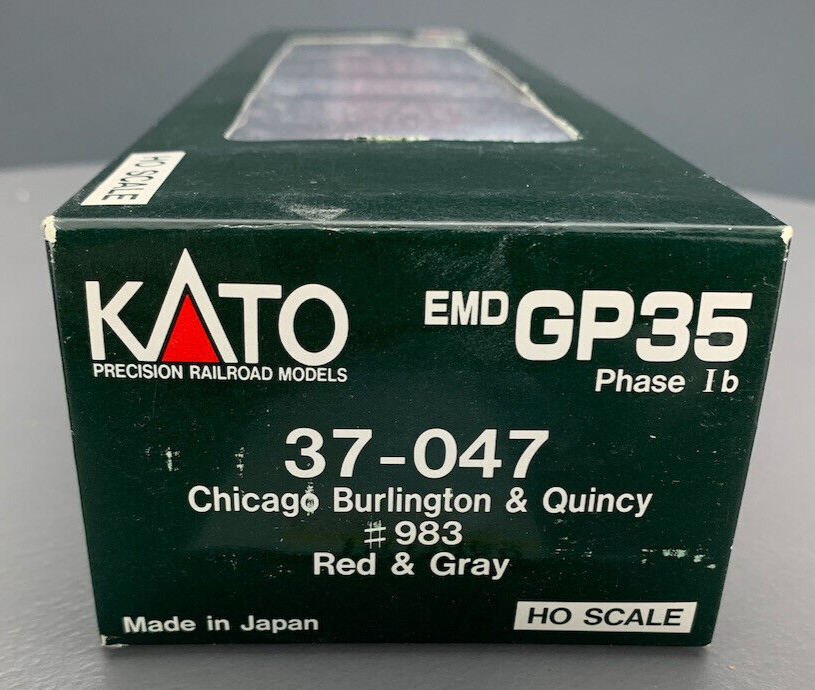 HO SCALE
KATO
PRECISION RAILROAD MODELS
EMD GP35
Phase Ib
37-047
Chicago Burlington & Quincy
#983
Red & Gray
Made in Japan
HO SCALE